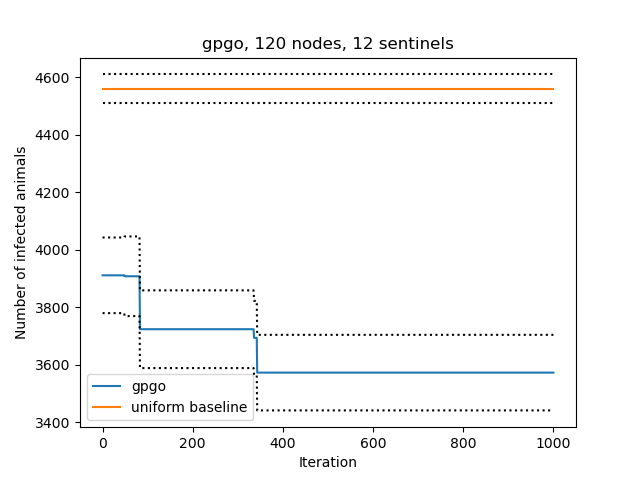 gpgo, 120 nodes, 12 sentinels
Number of infected animals
4600
4400
4200
4000
3800
3600
3400
gpgo
uniform baseline
0 200 400 600 800 1000
Iteration